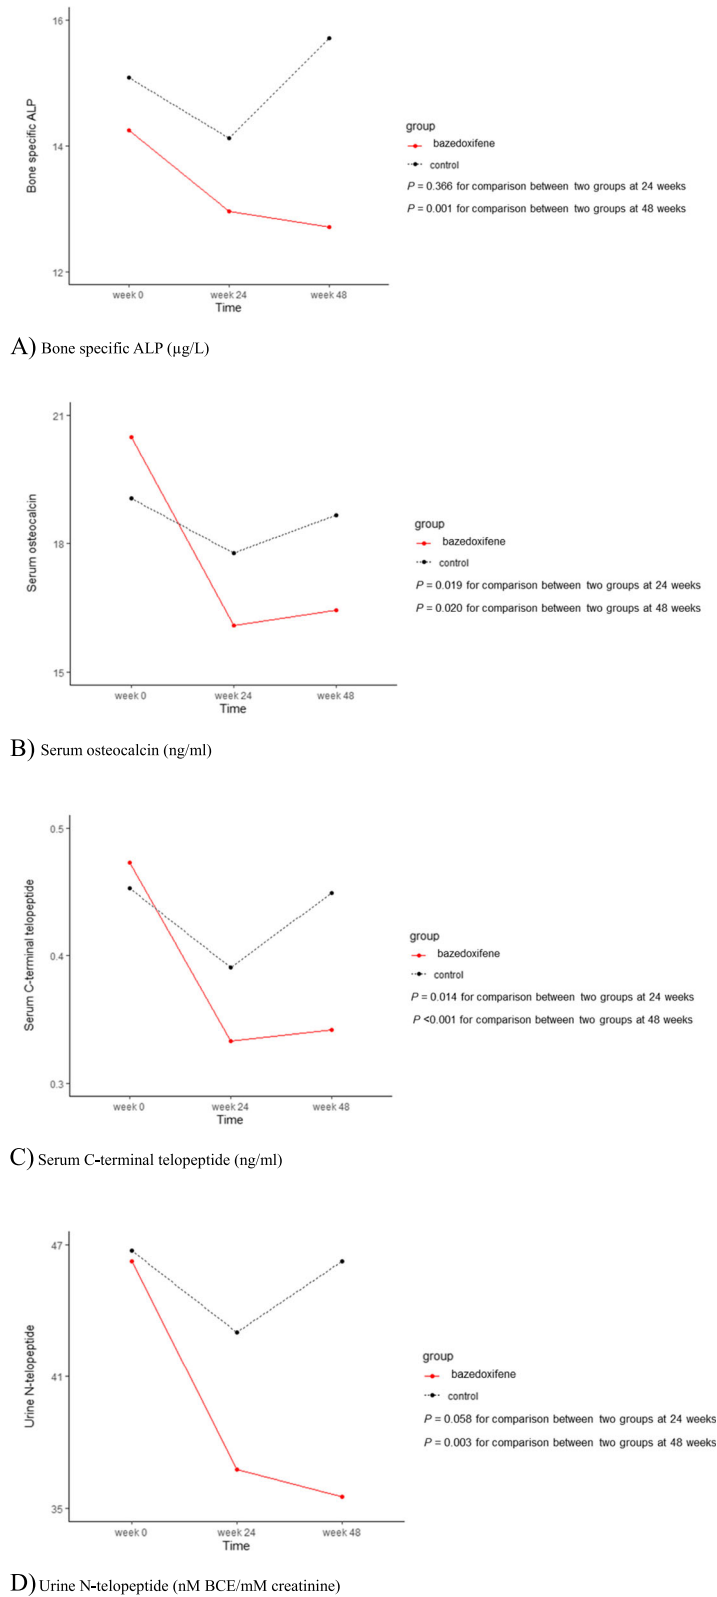 16
14
12
Bone specific ALP
week 0
week 24
week 48
Time
group
bazedoxifene
control
P = 0.366 for comparison between two groups at 24 weeks
P = 0.001 for comparison between two groups at 48 weeks
A) Bone specific ALP (µg/L)
21
18
15
Serum osteocalcin
week 0
week 24
week 48
Time
group
bazedoxifene
control
P = 0.019 for comparison between two groups at 24 weeks
P = 0.020 for comparison between two groups at 48 weeks
B) Serum osteocalcin (ng/ml)
0.5
0.4
0.3
Serum C-terminal telopeptide
week 0
week 24
week 48
Time
group
bazedoxifene
control
P = 0.014 for comparison between two groups at 24 weeks
P <0.001 for comparison between two groups at 48 weeks
C) Serum C-terminal telopeptide (ng/ml)
47
41
35
Urine N-telopeptide
week 0
week 24
week 48
Time
group
bazedoxifene
control
P = 0.058 for comparison between two groups at 24 weeks
P = 0.003 for comparison between two groups at 48 weeks
D) Urine N-telopeptide (nM BCE/mM creatinine)